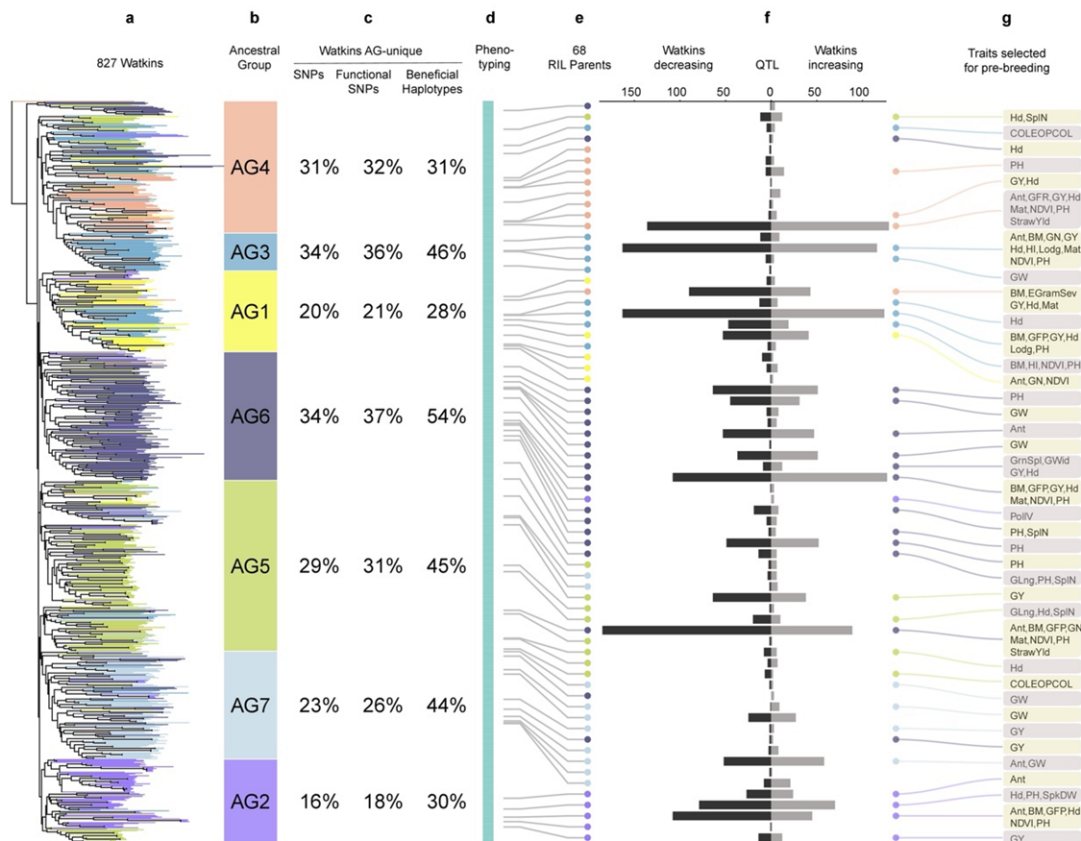 a
b
c
d
e
f
g
827 Watkins
Ancestral
Group
Watkins AG-unique
SNPs
Functional
SNPs
Beneficial
Haplotypes
Pheno-
typing
68
RIL Parents
Watkins
decreasing
QTL
Watkins
increasing
Traits selected
for pre-breeding
150 100 50 0 50 100
AG4 31% 32% 31%
AG3 34% 36% 46%
AG1 20% 21% 28%
AG6 34% 37% 54%
AG5 29% 31% 45%
AG7 23% 26% 44%
AG2 16% 18% 30%
Hd,SplN
COLEOPCOL
Hd
PH
GY,Hd
Ant,GFR,GY,Hd
Mat,NDVI,PH
StrawYld
Ant,BM,GN,GY
Hd,HI,Lodg,Mat
NDVI,PH
GW
BM,EGramSev
GY,Hd,Mat
Hd
BM,GFP,GY,Hd
Lodg,PH
BM,HI,NDVI,PH
Ant,GN,NDVI
PH
GW
Ant
GW
GrnSpl,GWid
GY,Hd
BM,GFP,GY,Hd
Mat,NDVI,PH
PollV
PH,SplN
PH
PH
GLng,PH,SplN
GY
GLng,Hd,SplN
Ant,BM,GFP,GN
Mat,NDVI,PH
StrawYld
Hd
COLEOPCOL
GW
GW
GY
GY
Ant,GW
Ant
Hd,PH,SpkDW
Ant,BM,GFP,Hd
NDVI,PH
GY